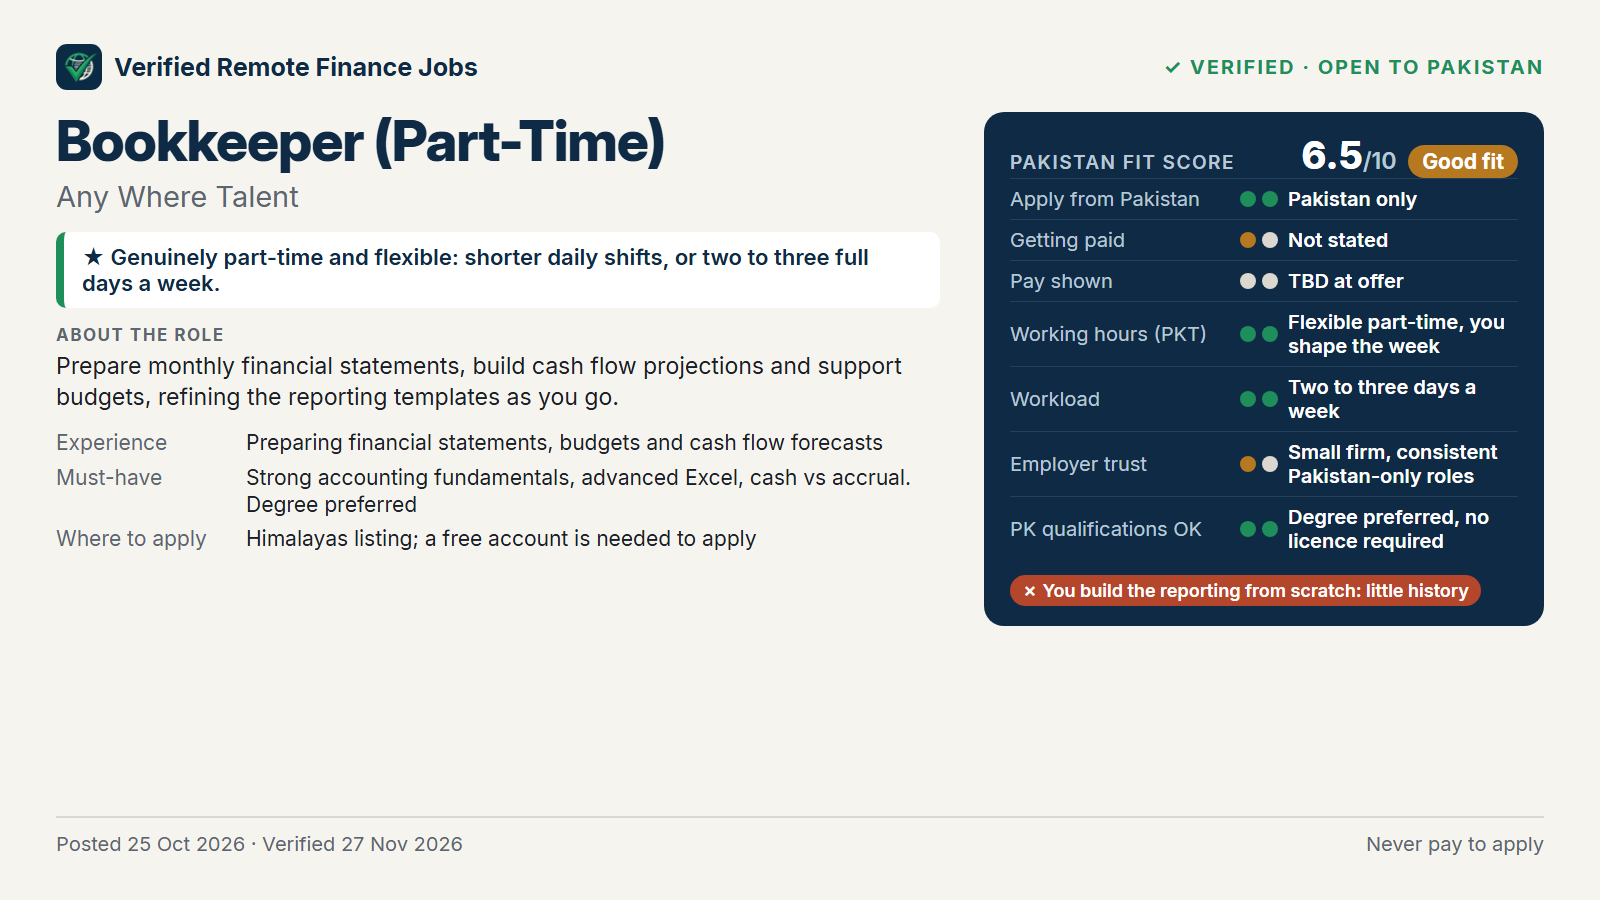 Verified Remote Finance Jobs
✓ VERIFIED · OPEN TO PAKISTAN
Bookkeeper (Part-Time)
Any Where Talent
★ Genuinely part-time and flexible: shorter daily shifts, or two to three full
days a week.
ABOUT THE ROLE
Prepare monthly financial statements, build cash flow projections and support
budgets, refining the reporting templates as you go.
Experience Preparing financial statements, budgets and cash flow forecasts
Must-have Strong accounting fundamentals, advanced Excel, cash vs accrual.
Degree preferred
Where to apply Himalayas listing; a free account is needed to apply
PAKISTAN FIT SCORE 6.5/10 Good fit
Apply from Pakistan Pakistan only
Getting paid Not stated
Pay shown TBD at offer
Working hours (PKT) Flexible part-time, you
shape the week
Workload Two to three days a
week
Employer trust Small firm, consistent
Pakistan-only roles
PK qualifications OK Degree preferred, no
licence required
× You build the reporting from scratch: little history
Posted 25 Oct 2026 · Verified 27 Nov 2026
Never pay to apply